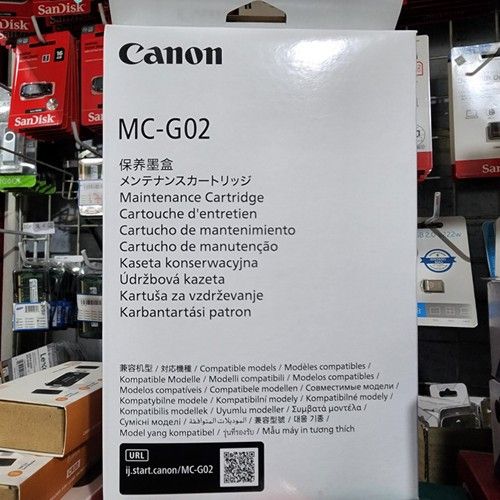 Canon
MC-G02
保养墨盒
メンテナンスカートリッジ
Maintenance Cartridge
Cartouche d'entretien
Cartucho de mantenimiento
Cartucho de manutenção
Kaseta konserwacyjna
Údržbová kazeta
Kartuša za vzdrževanje
Karbantartási patron
兼容机型 / 対応機種 / Compatible models / Modèles compatibles /
Kompatible Modelle / Modelli compatibili / Modelos compatibles /
Modelos compatíveis / Compatibele modellen / Совместимые модели /
Kompatybilne modele / Kompatibilní modely / Kompatibilné modely /
Kompatibilis modellek / Uyumlu modeller / Συμβατά μοντέλα /
Сумісні моделі / الموديلات المتوافقة / 兼容型號 / 대응 기종 /
Model yang kompatibel / รุ่นที่รองรับ / Mẫu máy in tương thích
URL
ij.start.canon/MC-G02
SanDisk
SanDisk
SanDisk